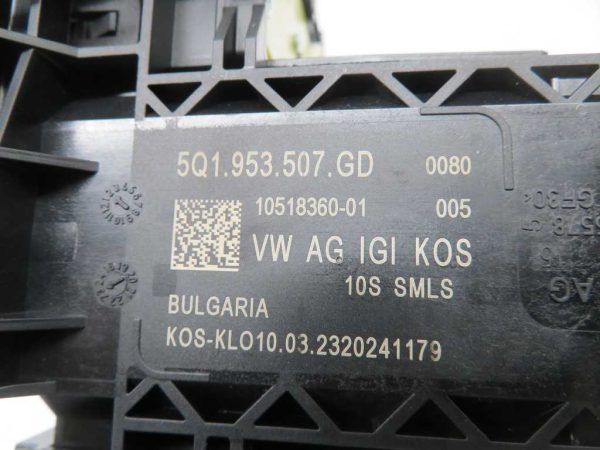 5Q1.953.507.GD 0080
10518360-01 005
VW AG IGI KOS
10S SMLS
BULGARIA
KOS-KLO10.03.2320241179